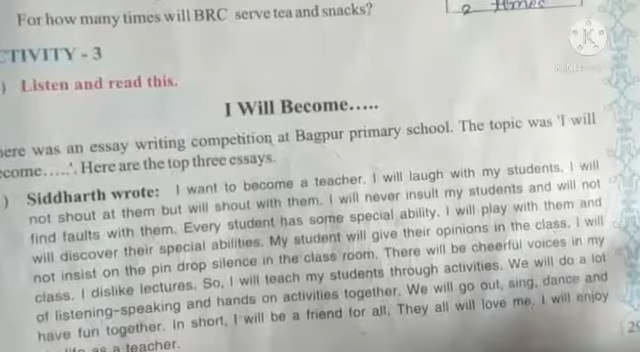 For how many times will BRC serve tea and snacks?
2 times
CTIVITY - 3
) Listen and read this.
I Will Become.....
here was an essay writing competition at Bagpur primary school. The topic was 'I will
ecome.....'. Here are the top three essays.
) Siddharth wrote: I want to become a teacher. I will laugh with my students. I will
not shout at them but will shout with them. I will never insult my students and will not
find faults with them. Every student has some special ability. I will play with them and
will discover their special abilities. My student will give their opinions in the class. I will
not insist on the pin drop silence in the class room. There will be cheerful voices in my
class. I dislike lectures. So, I will teach my students through activities. We will do a lot
of listening-speaking and hands on activities together. We will go out, sing, dance and
have fun together. In short, I will be a friend for all. They all will love me. I will enjoy
life as a teacher.
29